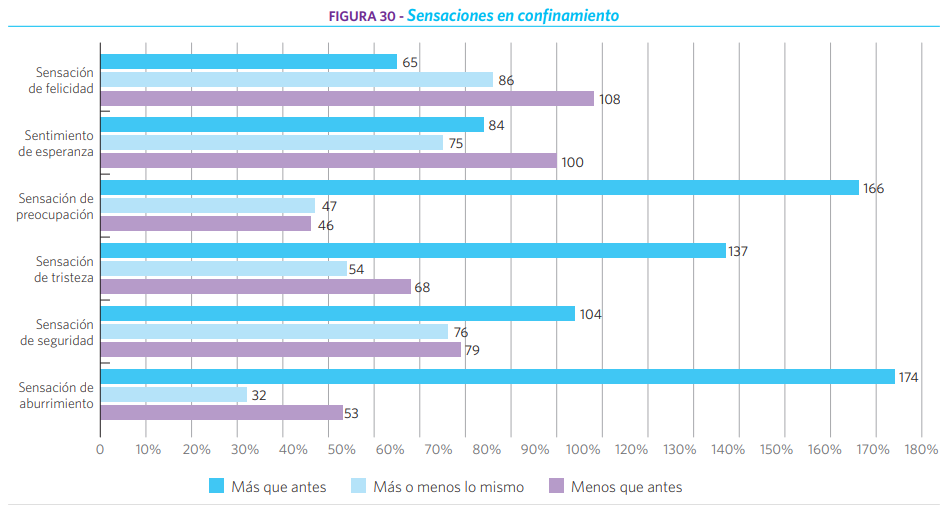 FIGURA 30 - Sensaciones en confinamiento
Sensación
de felicidad
65
86
108
Sentimiento
de esperanza
84
75
100
Sensación de
preocupación
166
47
46
Sensación
de tristeza
137
54
68
Sensación
de seguridad
104
76
79
Sensación de
aburrimiento
174
32
53
0 10% 20% 30% 40% 50% 60% 70% 80% 90% 100% 120% 130% 140% 150% 160% 170% 180%
Más que antes Más o menos lo mismo Menos que antes